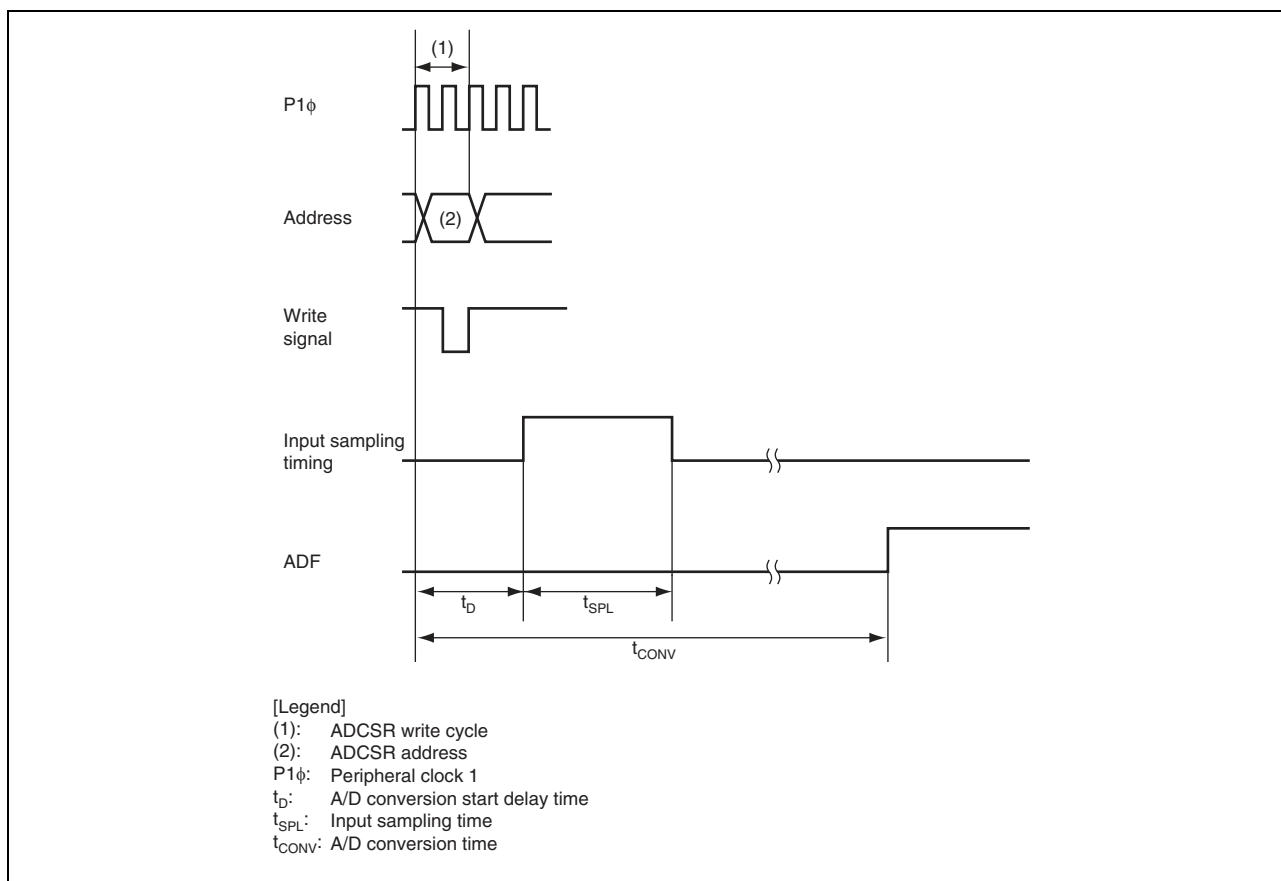 (1)
P1ϕ
Address
(2)
Write
signal
Input sampling
timing
ADF
tD
tSPL
tCONV
[Legend]
(1): ADCSR write cycle
(2): ADCSR address
P1ϕ: Peripheral clock 1
tD: A/D conversion start delay time
tSPL: Input sampling time
tCONV: A/D conversion time